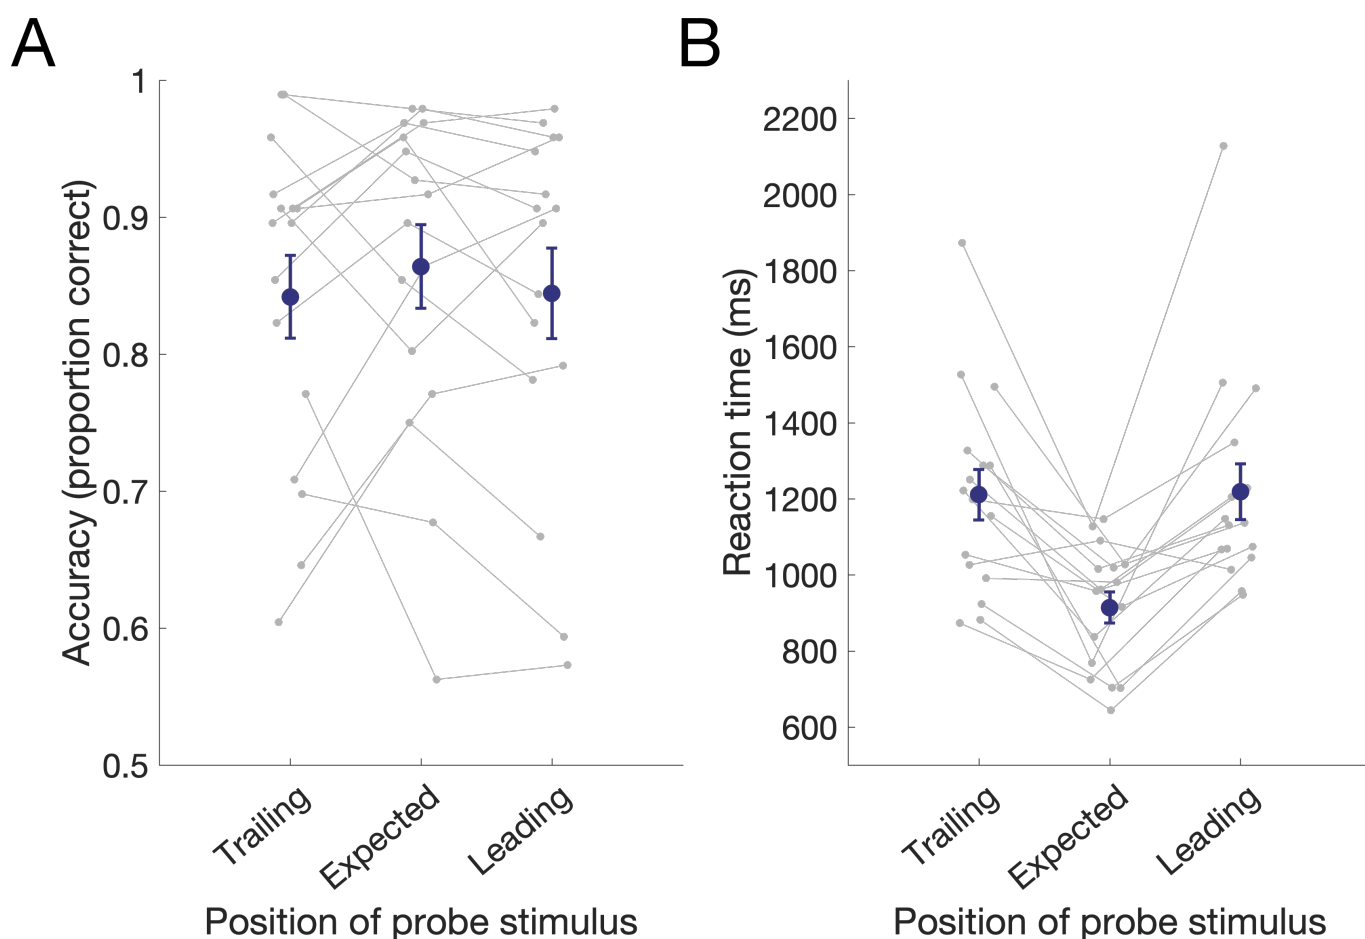 A
Accuracy (proportion correct)
1
0.9
0.8
0.7
0.6
0.5
Trailing
Expected
Leading
Position of probe stimulus
B
Reaction time (ms)
2200
2000
1800
1600
1400
1200
1000
800
600
Trailing
Expected
Leading
Position of probe stimulus